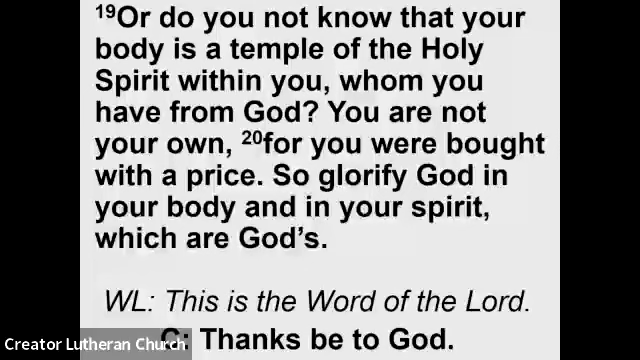 ¹⁹Or do you not know that your
body is a temple of the Holy
Spirit within you, whom you
have from God? You are not
your own, ²⁰for you were bought
with a price. So glorify God in
your body and in your spirit,
which are God’s.
WL: This is the Word of the Lord.
C: Thanks be to God.
Creator Lutheran Church